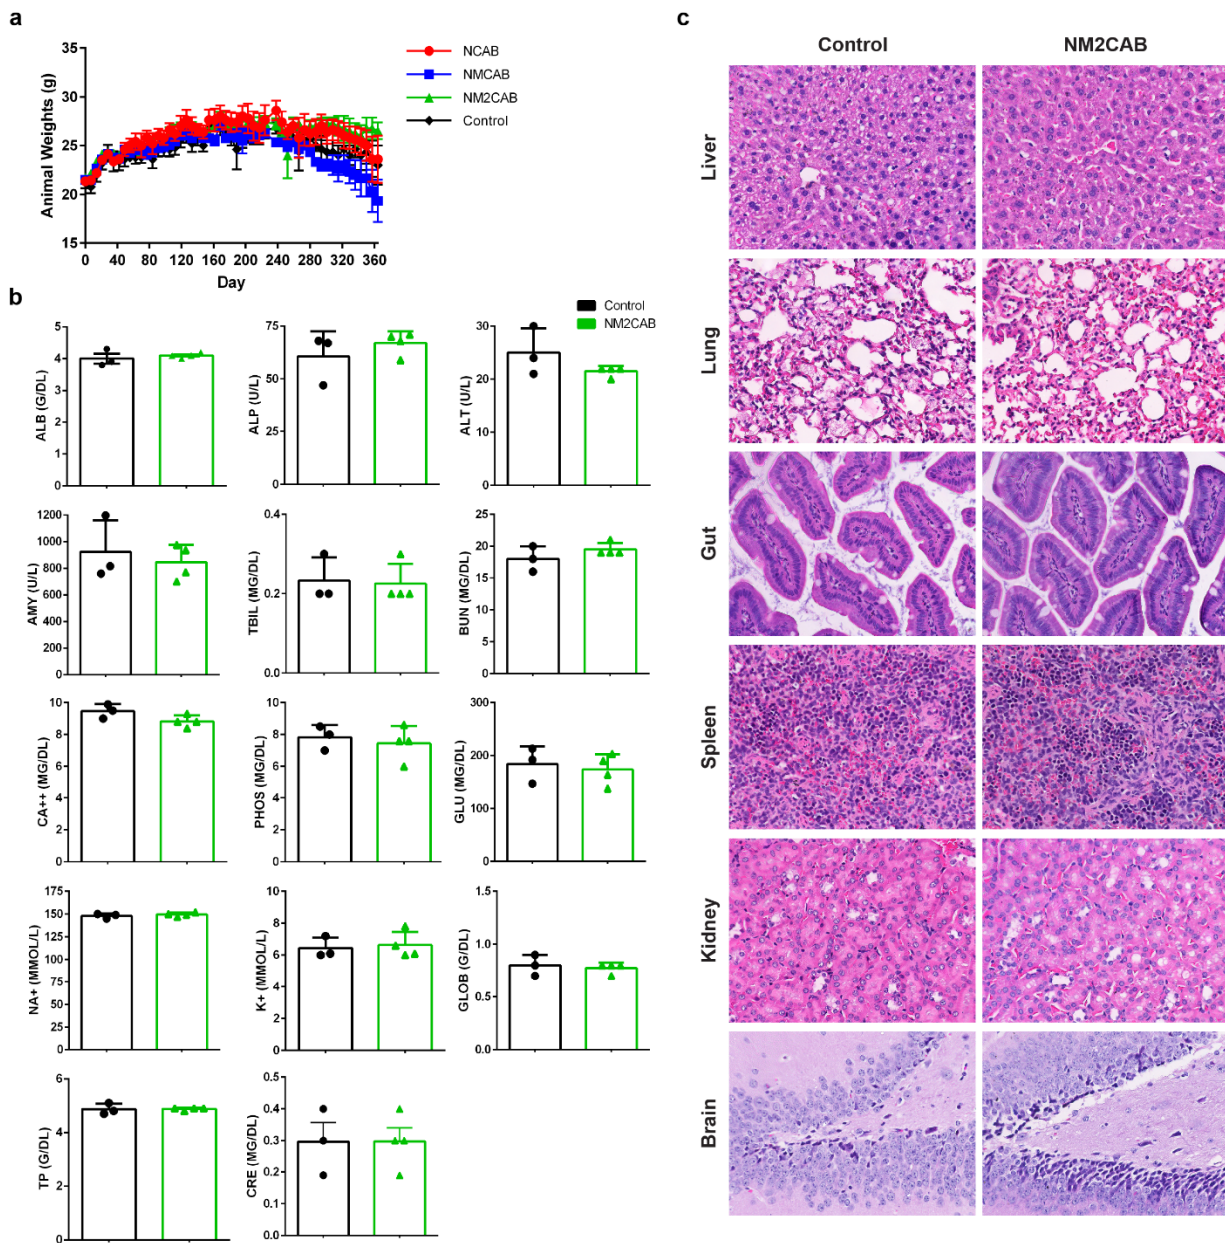 a
Animal Weights (g)
35
30
25
20
15
0 40 80 120 160 200 240 280 320 360
Day
NCAB
NMCAB
NM2CAB
Control
b
Control
NM2CAB
ALB (G/DL)
6
5
4
3
2
1
0
ALP (U/L)
75
50
25
0
ALT (U/L)
30
20
10
0
AMY (U/L)
1200
1000
800
600
400
200
0
TBIL (MG/DL)
0.4
0.2
0.0
BUN (MG/DL)
25
20
15
10
5
0
CA++ (MG/DL)
10
8
6
4
2
0
PHOS (MG/DL)
10
8
6
4
2
0
GLU (MG/DL)
300
200
100
0
NA+ (MMOL/L)
175
150
125
100
75
50
25
0
K+ (MMOL/L)
10
8
6
4
2
0
GLOB (G/DL)
1.5
1.0
0.5
0.0
TP (G/DL)
6
4
2
0
CRE (MG/DL)
0.5
0.4
0.3
0.2
0.1
0.0
c
Control NM2CAB
Liver
Lung
Gut
Spleen
Kidney
Brain